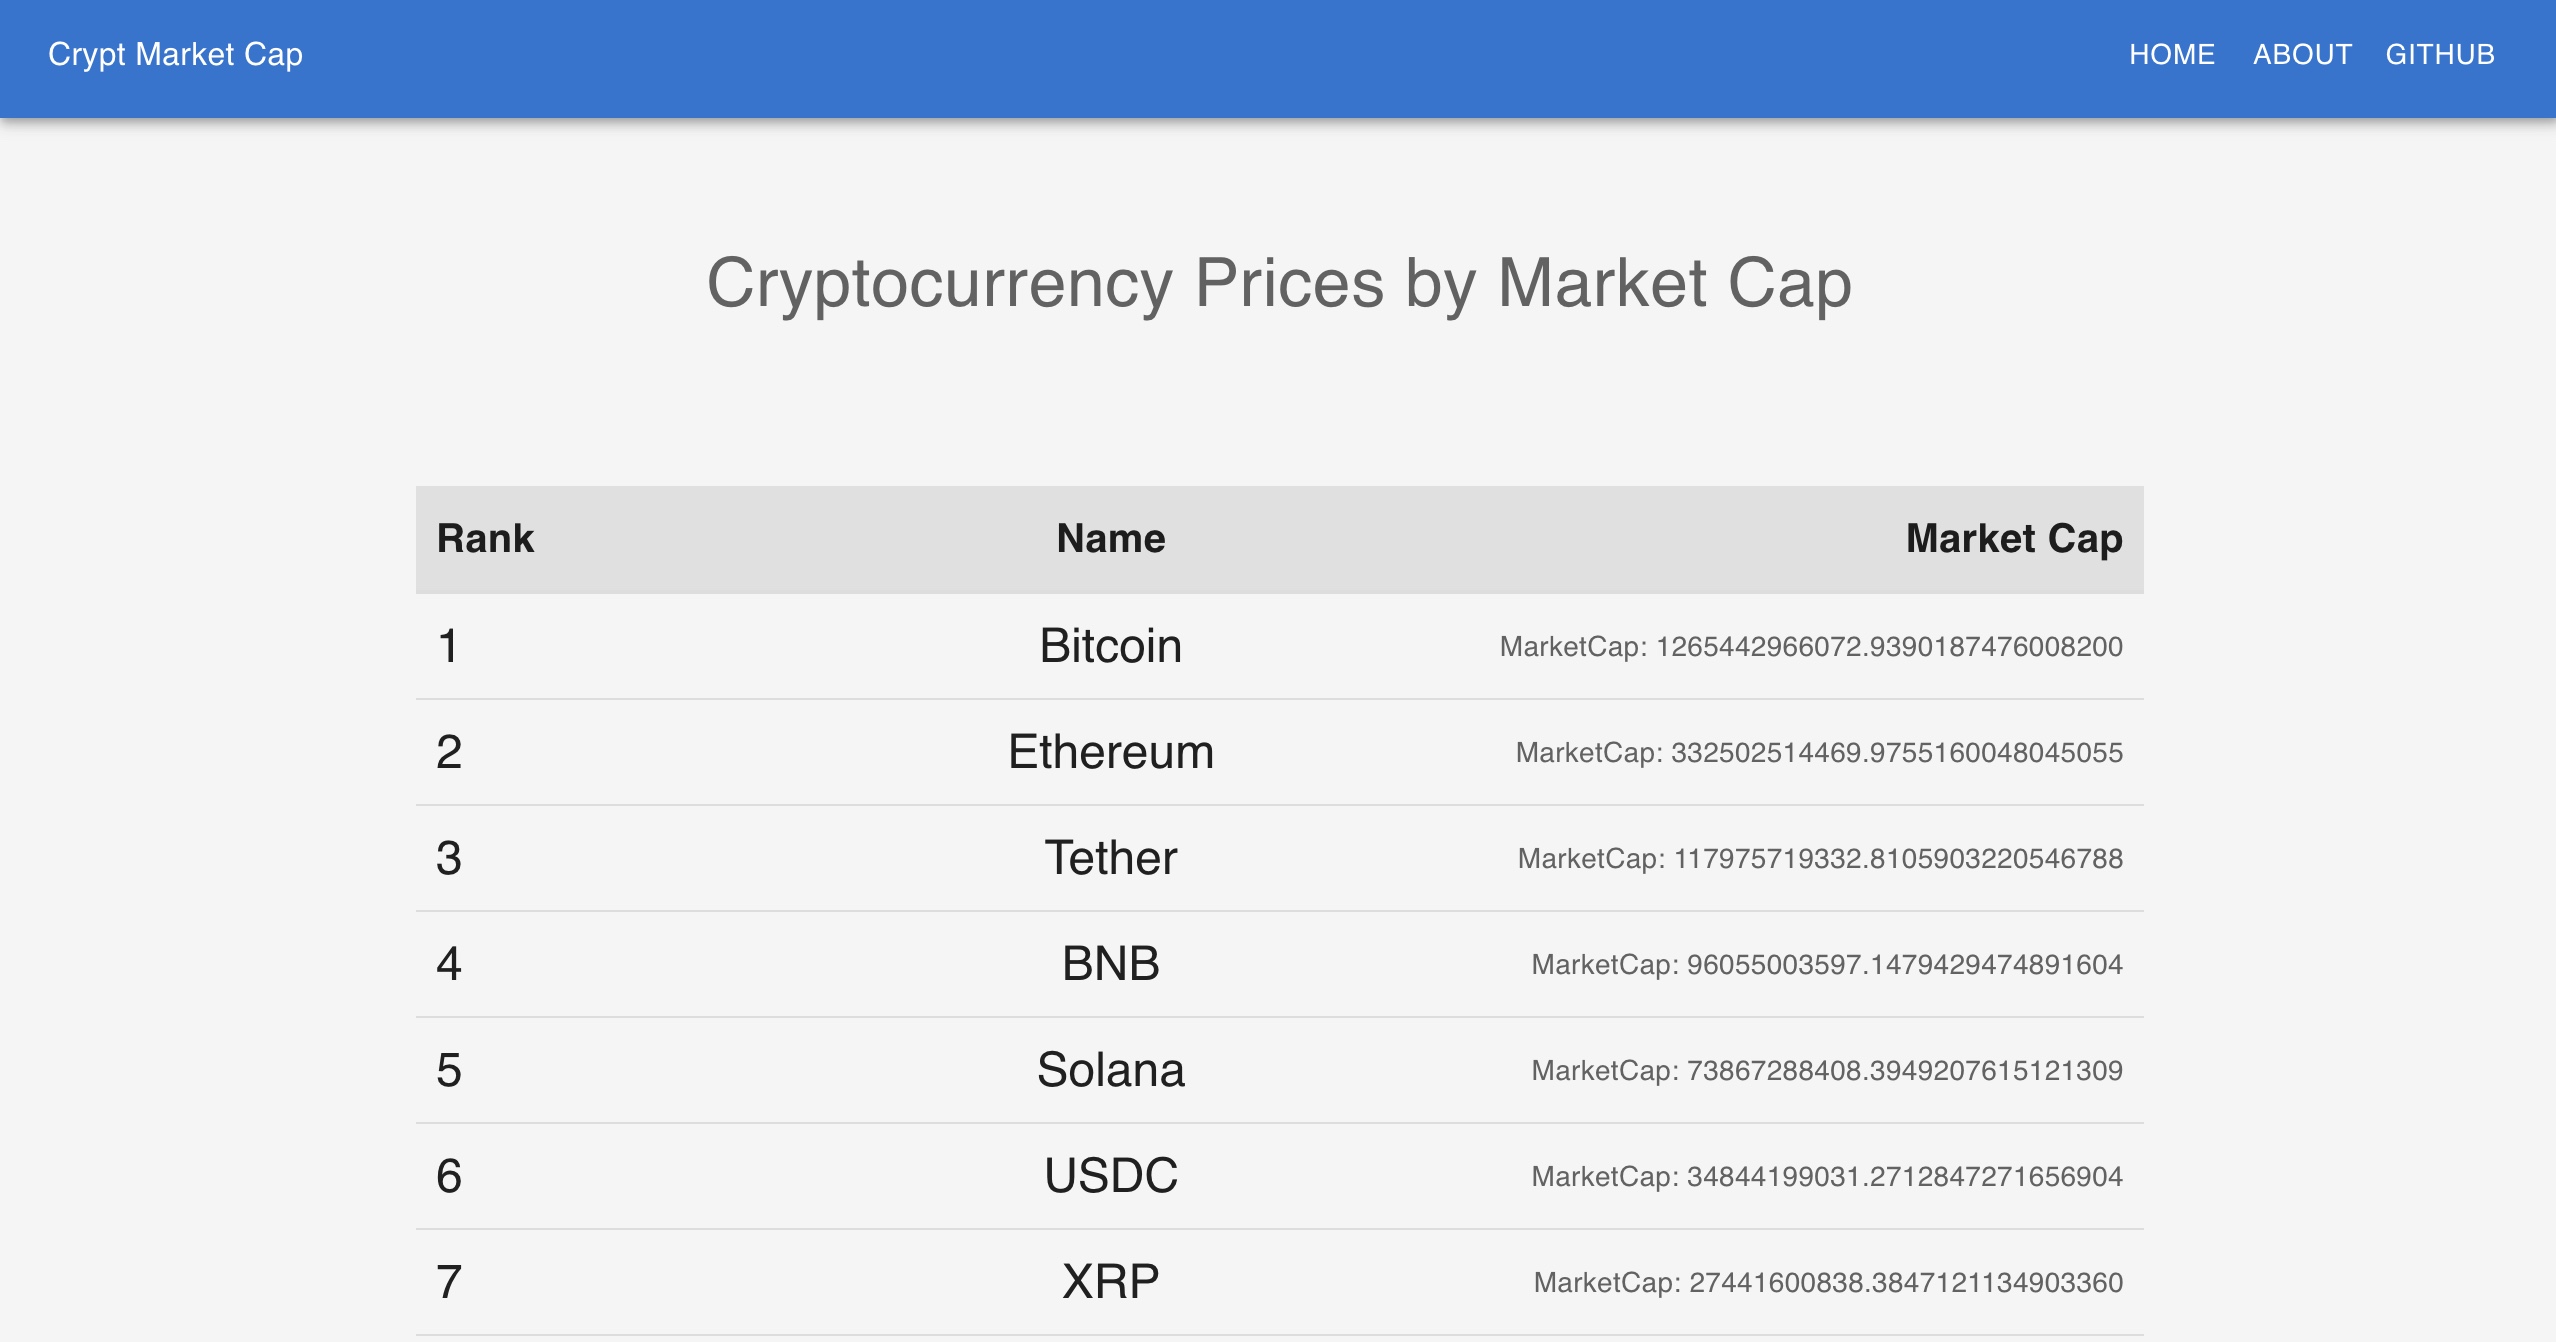 Crypt Market Cap HOME ABOUT GITHUB
Cryptocurrency Prices by Market Cap
Rank Name Market Cap
1 Bitcoin MarketCap: 1265442966072.9390187476008200
2 Ethereum MarketCap: 332502514469.9755160048045055
3 Tether MarketCap: 117975719332.8105903220546788
4 BNB MarketCap: 96055003597.1479429474891604
5 Solana MarketCap: 73867288408.3949207615121309
6 USDC MarketCap: 34844199031.2712847271656904
7 XRP MarketCap: 27441600838.3847121134903360